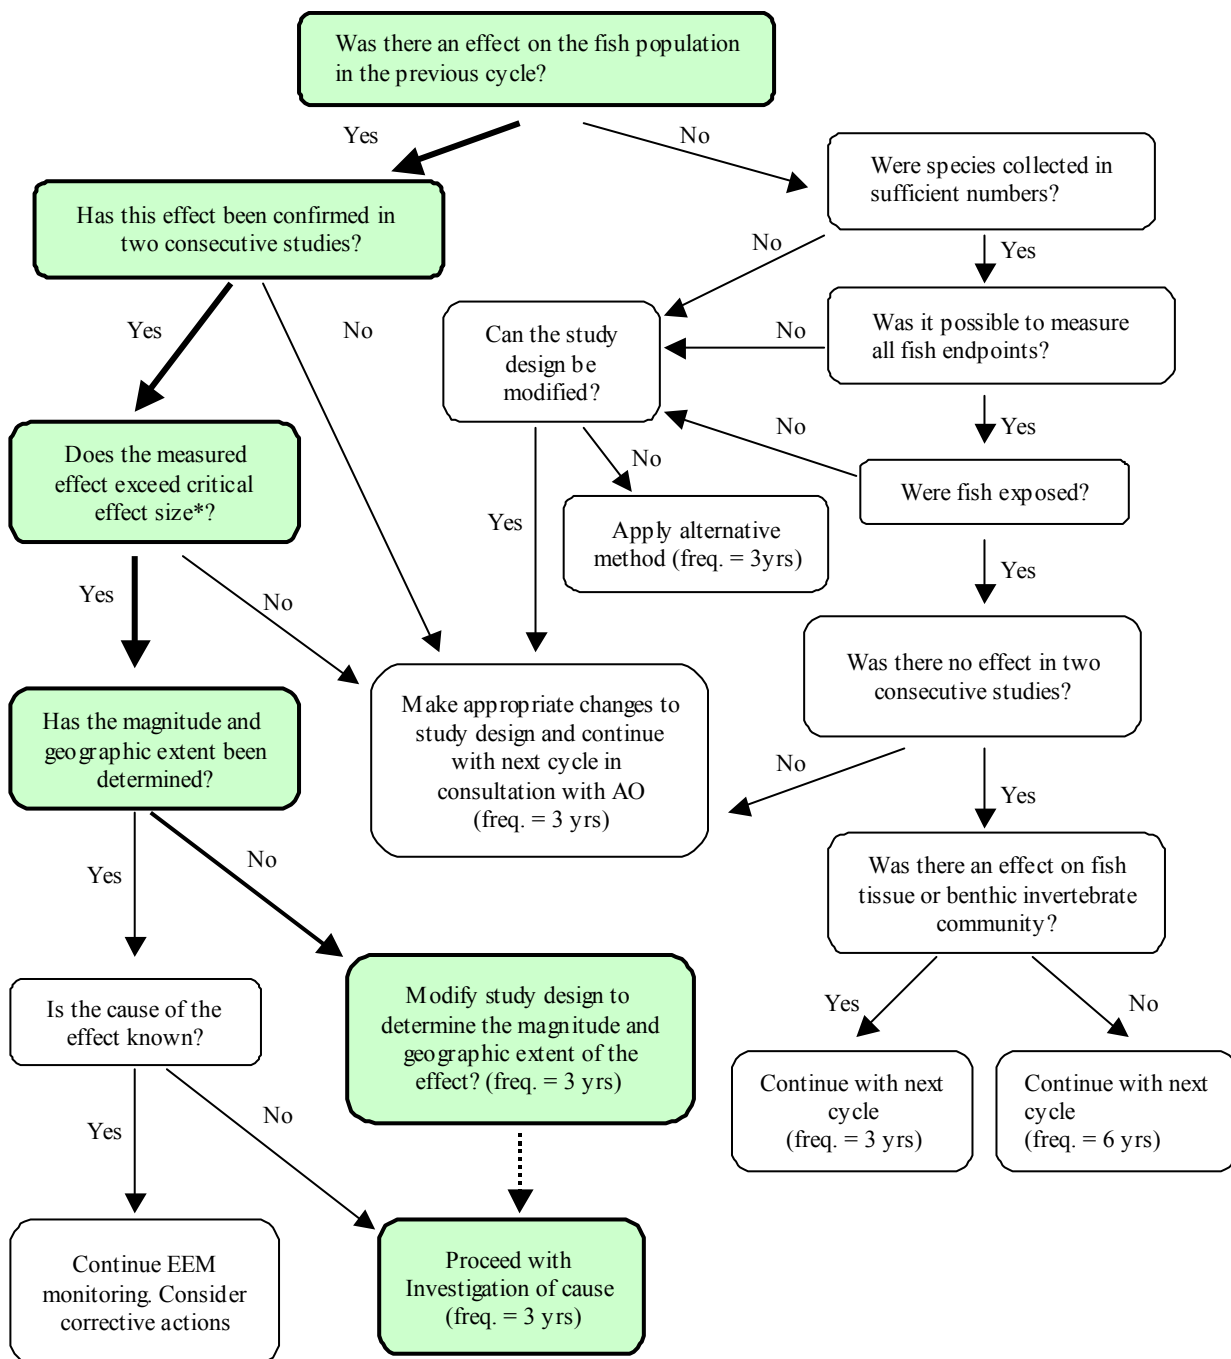 Was there an effect on the fish population
in the previous cycle?
Yes
No
Were species collected in
sufficient numbers?
Has this effect been confirmed in
two consecutive studies?
No
Yes
Yes
No
Can the study
design be
modified?
No
Was it possible to measure
all fish endpoints?
No
Yes
Does the measured
effect exceed critical
effect size*?
No
Were fish exposed?
Yes
Apply alternative
method (freq. = 3yrs)
Yes
Yes
No
Was there no effect in two
consecutive studies?
Has the magnitude and
geographic extent been
determined?
Make appropriate changes to
study design and continue
with next cycle in
consultation with AO
(freq. = 3 yrs)
No
Yes
Yes
No
Was there an effect on fish
tissue or benthic invertebrate
community?
Is the cause of the
effect known?
Modify study design to
determine the magnitude and
geographic extent of the
effect? (freq. = 3 yrs)
Yes
No
Continue with next
cycle
(freq. = 3 yrs)
Continue with next
cycle
(freq. = 6 yrs)
Yes
No
Continue EEM
monitoring. Consider
corrective actions
Proceed with
Investigation of cause
(freq. = 3 yrs)